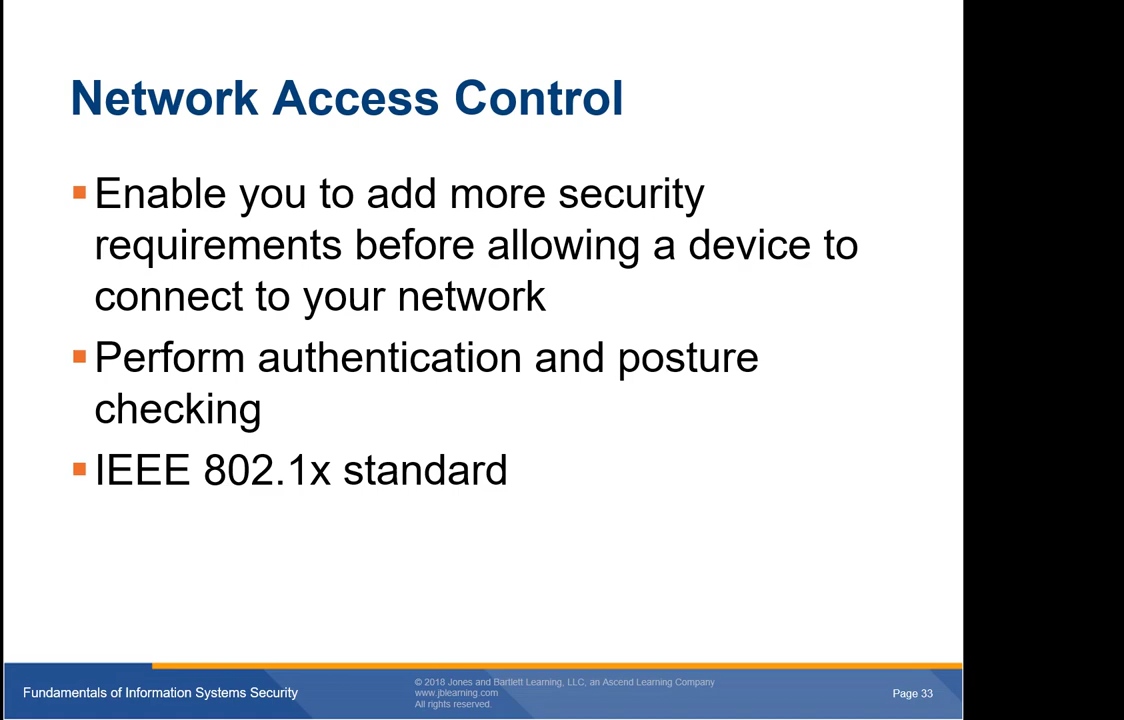 Network Access Control
Enable you to add more security
requirements before allowing a device to
connect to your network
Perform authentication and posture
checking
IEEE 802.1x standard
Fundamentals of Information Systems Security
© 2018 Jones and Bartlett Learning, LLC, an Ascend Learning Company
www.jblearning.com
All rights reserved.
Page 33